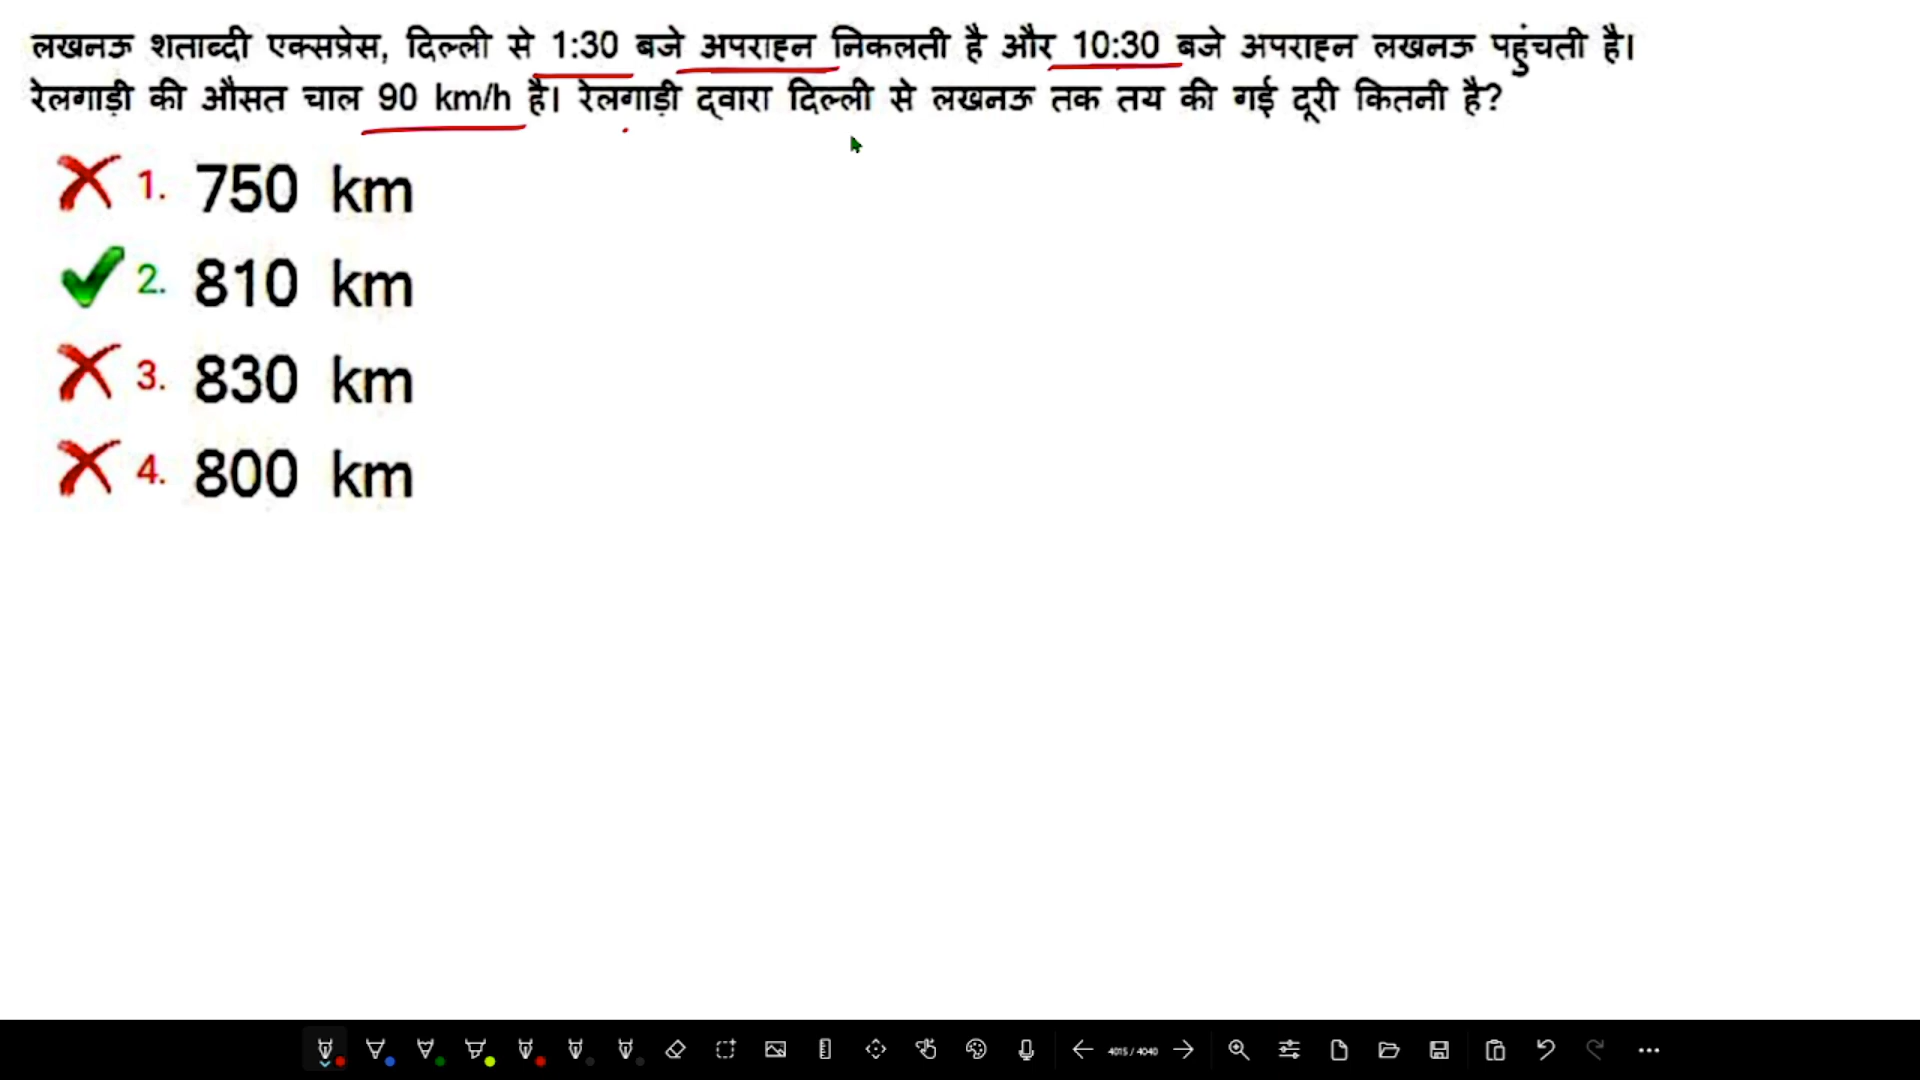 लखनऊ शताब्दी एक्सप्रेस, दिल्ली से 1:30 बजे अपराह्न निकलती है और 10:30 बजे अपराह्न लखनऊ पहुंचती है।
रेलगाड़ी की औसत चाल 90 km/h है। रेलगाड़ी द्वारा दिल्ली से लखनऊ तक तय की गई दूरी कितनी है?
1. 750 km
2. 810 km
3. 830 km
4. 800 km
4015 / 4040